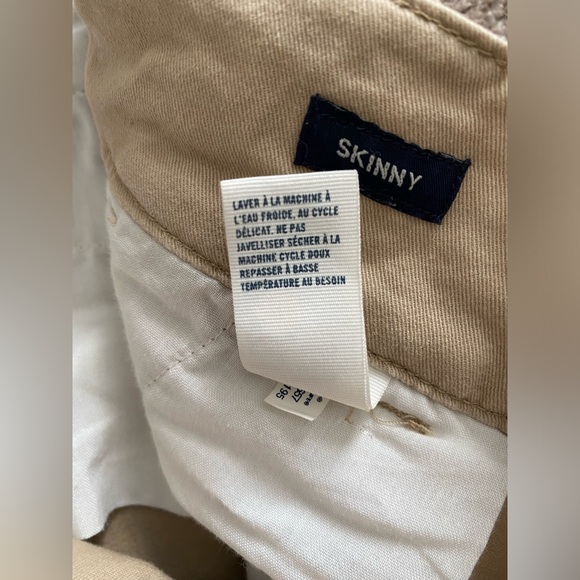 SKINNY
LAVER À LA MACHINE À
L'EAU FROIDE, AU CYCLE
DÉLICAT. NE PAS
JAVELLISER SÉCHER À LA
MACHINE CYCLE DOUX
REPASSER À BASSE
TEMPÉRATURE AU BESOIN